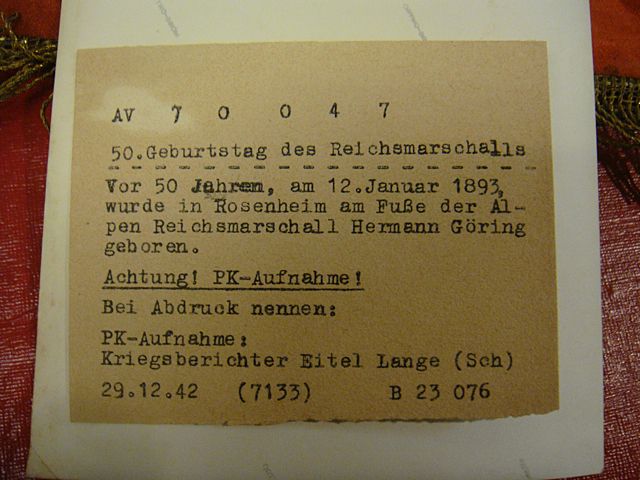 AV 7 0 0 4 7
50.Geburtstag des Reichsmarschalls
Vor 50 Jahren, am 12.Januar 1893,
wurde in Rosenheim am Fuße der Al-
pen Reichsmarschall Hermann Göring
geboren.
Achtung! PK-Aufnahme!
Bei Abdruck nennen:
PK-Aufnahme:
Kriegsberichter Eitel Lange (Sch)
29.12.42 (7133) B 23 076